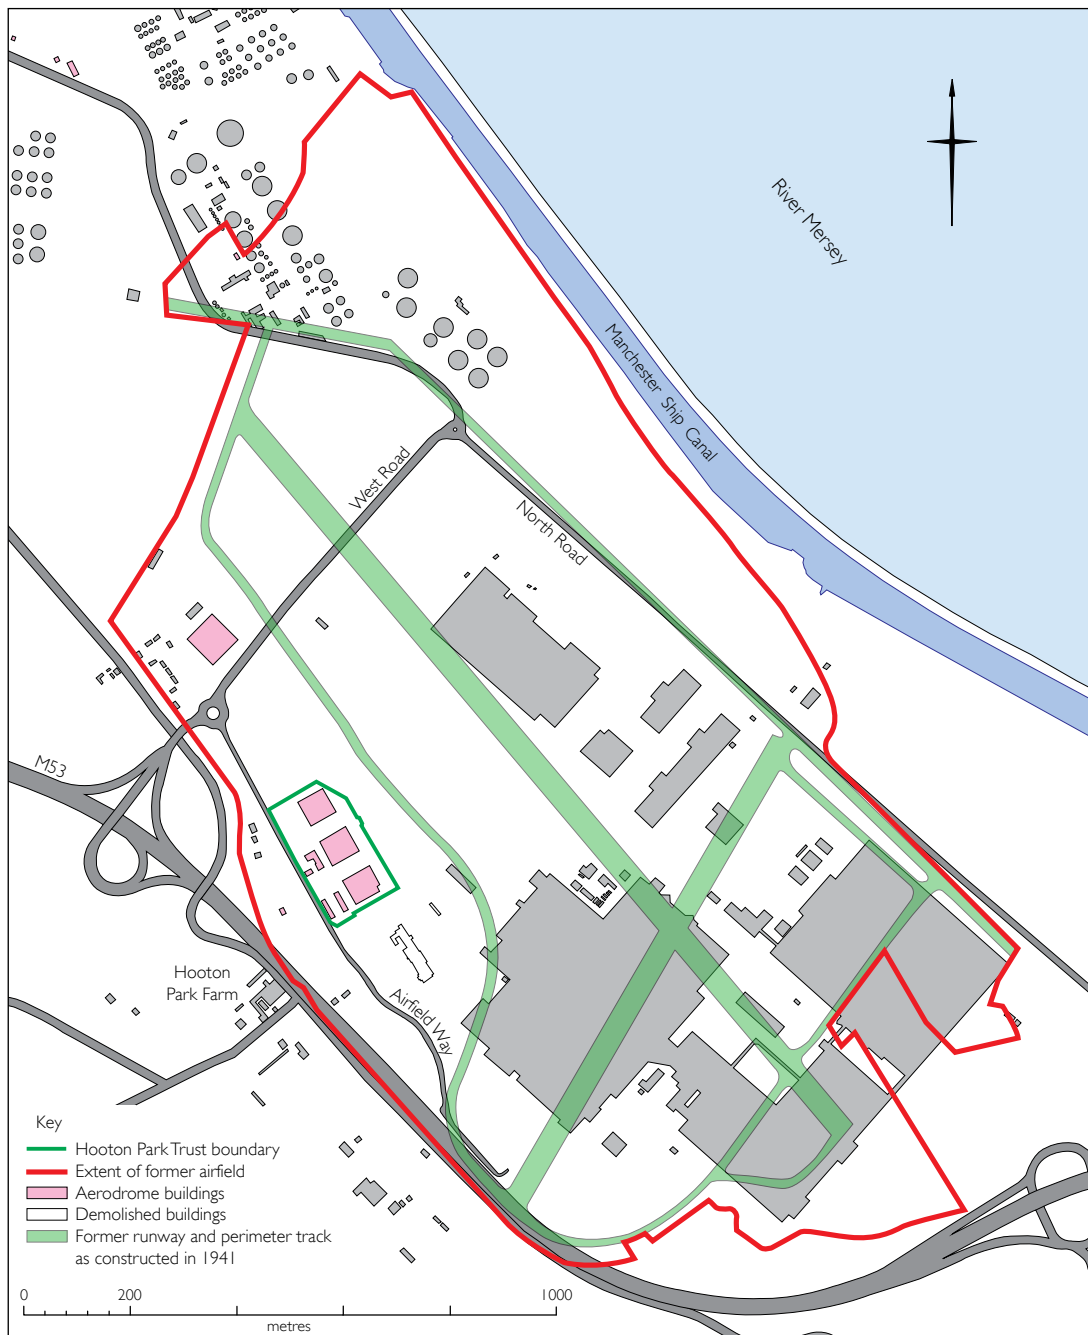 River Mersey
Manchester Ship Canal
West Road
North Road
M53
Hooton
Park Farm
Airfield Way
Key
Hooton Park Trust boundary
Extent of former airfield
Aerodrome buildings
Demolished buildings
Former runway and perimeter track
as constructed in 1941
0 200 1000
metres